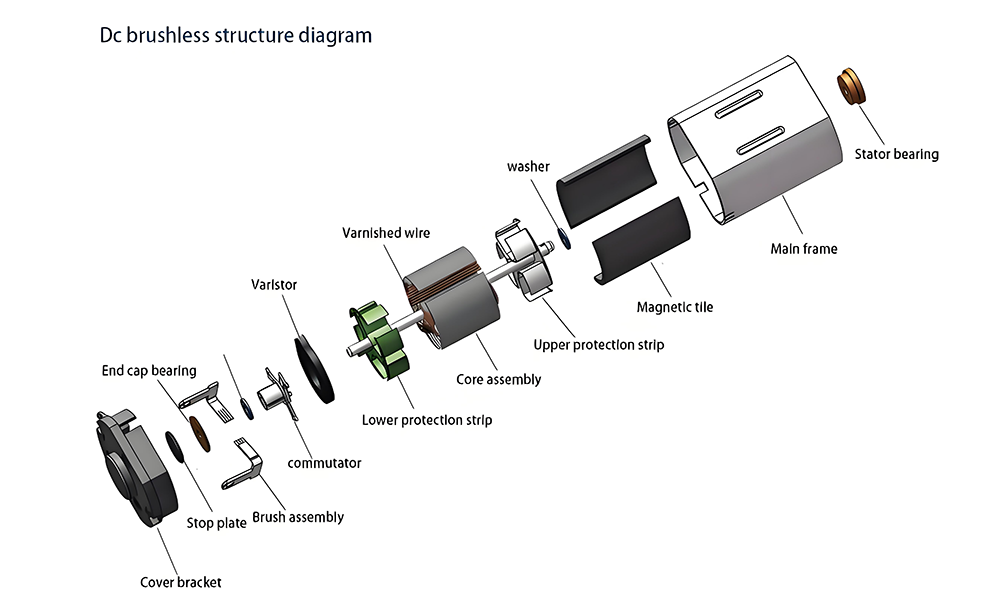 Dc brushless structure diagram
Stator bearing
washer
Main frame
Varnished wire
Magnetic tile
Varistor
Upper protection strip
End cap bearing
Core assembly
Lower protection strip
commutator
Stop plate
Brush assembly
Cover bracket